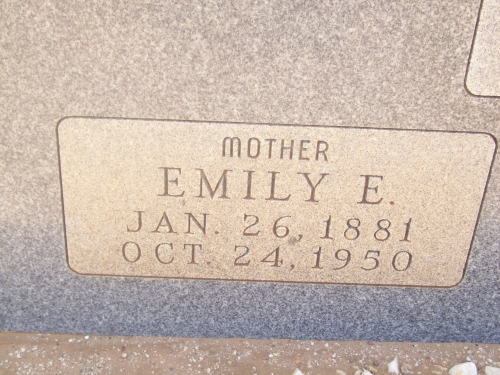 MOTHER
EMILY E.
JAN. 26, 1881
OCT. 24, 1950